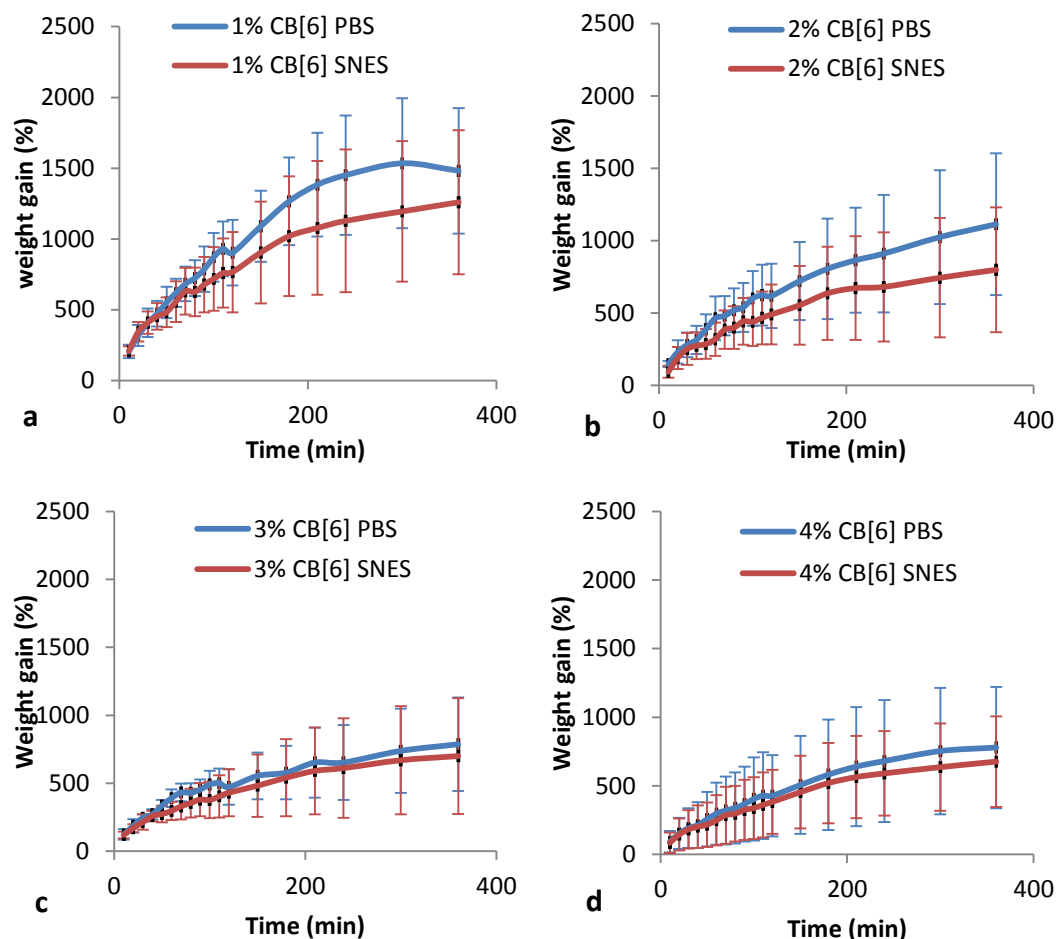 1% CB[6] PBS
1% CB[6] SNES
weight gain (%)
2500
2000
1500
1000
500
0
0
200
400
Time (min)
a
2% CB[6] PBS
2% CB[6] SNES
Weight gain (%)
2500
2000
1500
1000
500
0
0
200
400
Time (min)
b
3% CB[6] PBS
3% CB[6] SNES
Weight gain (%)
2500
2000
1500
1000
500
0
0
200
400
Time (min)
c
4% CB[6] PBS
4% CB[6] SNES
Weight gain (%)
2500
2000
1500
1000
500
0
0
200
400
Time (min)
d